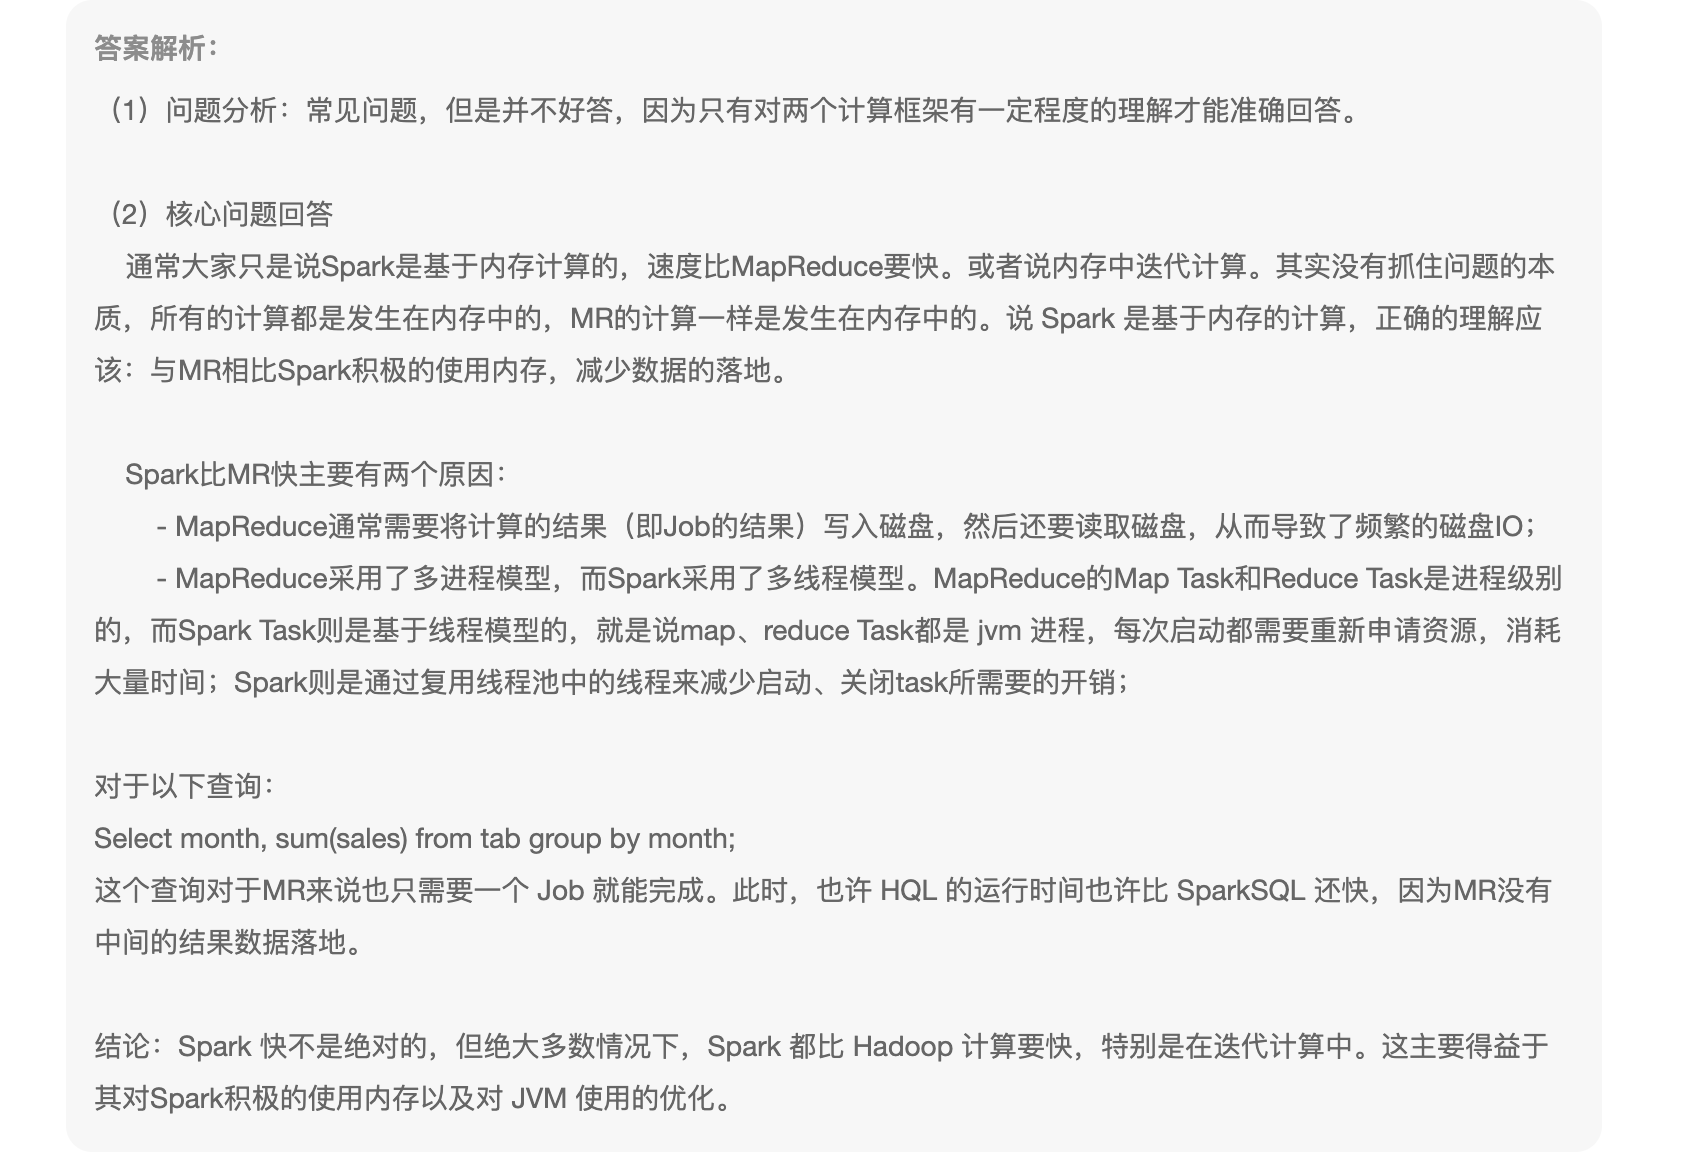 答案解析：
（1）问题分析：常见问题，但是并不好答，因为只有对两个计算框架有一定程度的理解才能准确回答。
（2）核心问题回答
通常大家只是说Spark是基于内存计算的，速度比MapReduce要快。或者说内存中迭代计算。其实没有抓住问题的本
质，所有的计算都是发生在内存中的，MR的计算一样是发生在内存中的。说 Spark 是基于内存的计算，正确的理解应
该：与MR相比Spark积极的使用内存，减少数据的落地。
Spark比MR快主要有两个原因：
- MapReduce通常需要将计算的结果（即Job的结果）写入磁盘，然后还要读取磁盘，从而导致了频繁的磁盘IO；
- MapReduce采用了多进程模型，而Spark采用了多线程模型。MapReduce的Map Task和Reduce Task是进程级别
的，而Spark Task则是基于线程模型的，就是说map、reduce Task都是 jvm 进程，每次启动都需要重新申请资源，消耗
大量时间；Spark则是通过复用线程池中的线程来减少启动、关闭task所需要的开销；
对于以下查询：
Select month, sum(sales) from tab group by month;
这个查询对于MR来说也只需要一个 Job 就能完成。此时，也许 HQL 的运行时间也许比 SparkSQL 还快，因为MR没有
中间的结果数据落地。
结论：Spark 快不是绝对的，但绝大多数情况下，Spark 都比 Hadoop 计算要快，特别是在迭代计算中。这主要得益于
其对Spark积极的使用内存以及对 JVM 使用的优化。